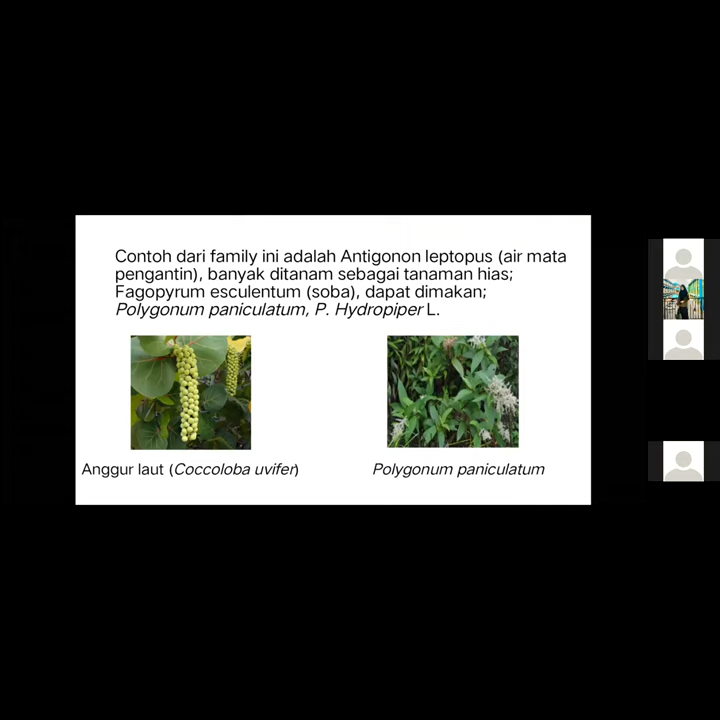 Contoh dari family ini adalah Antigonon leptopus (air mata
pengantin), banyak ditanam sebagai tanaman hias;
Fagopyrum esculentum (soba), dapat dimakan;
Polygonum paniculatum, P. Hydropiper L.
Anggur laut (Coccoloba uvifer)
Polygonum paniculatum